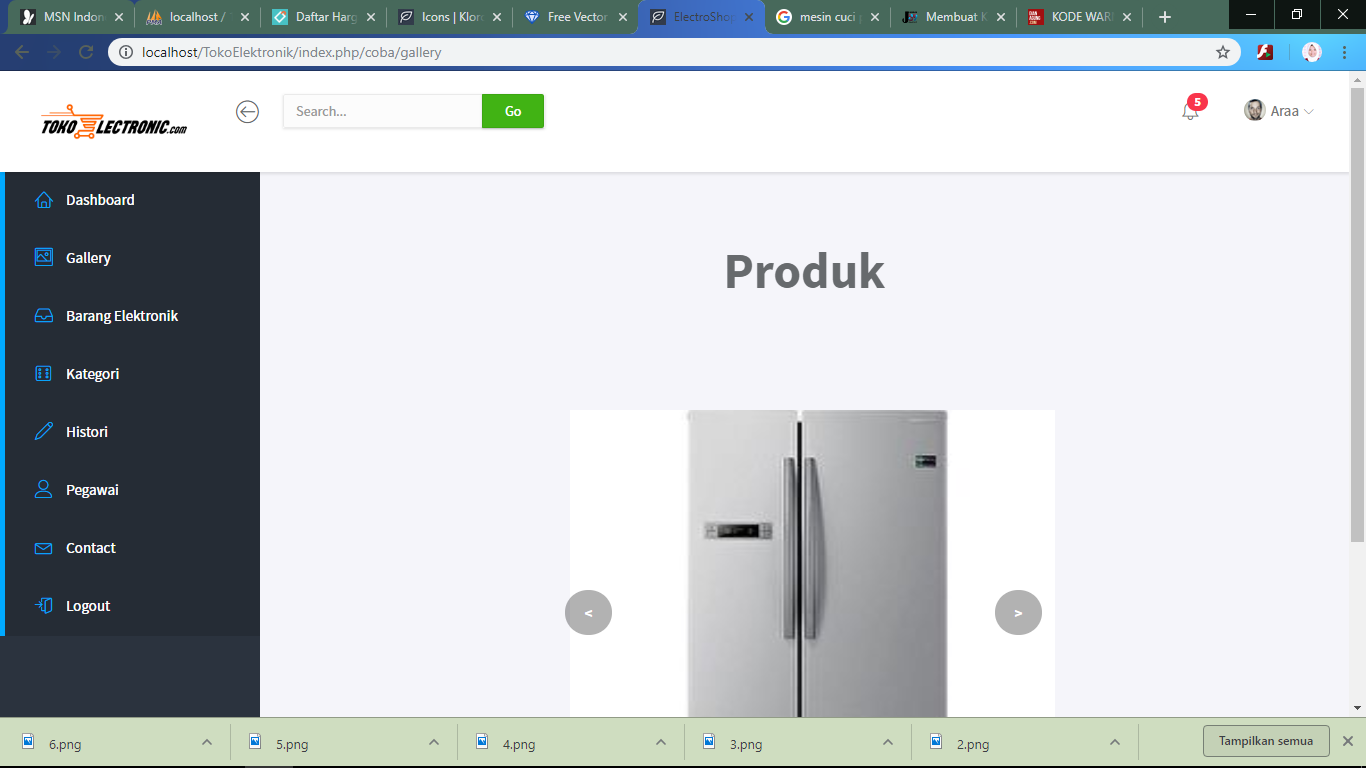 MSN Indon
localhost /
Daftar Harg
Icons | Klor
Free Vector
ElectroShop
mesin cuci
Membuat K
KODE WAR
localhost/TokoElektronik/index.php/coba/gallery
TOKO ELECTRONIC.com
Search...
Go
5
Araa
Dashboard
Gallery
Barang Elektronik
Kategori
Histori
Pegawai
Contact
Logout
Produk
<
>
6.png
5.png
4.png
3.png
2.png
Tampilkan semua